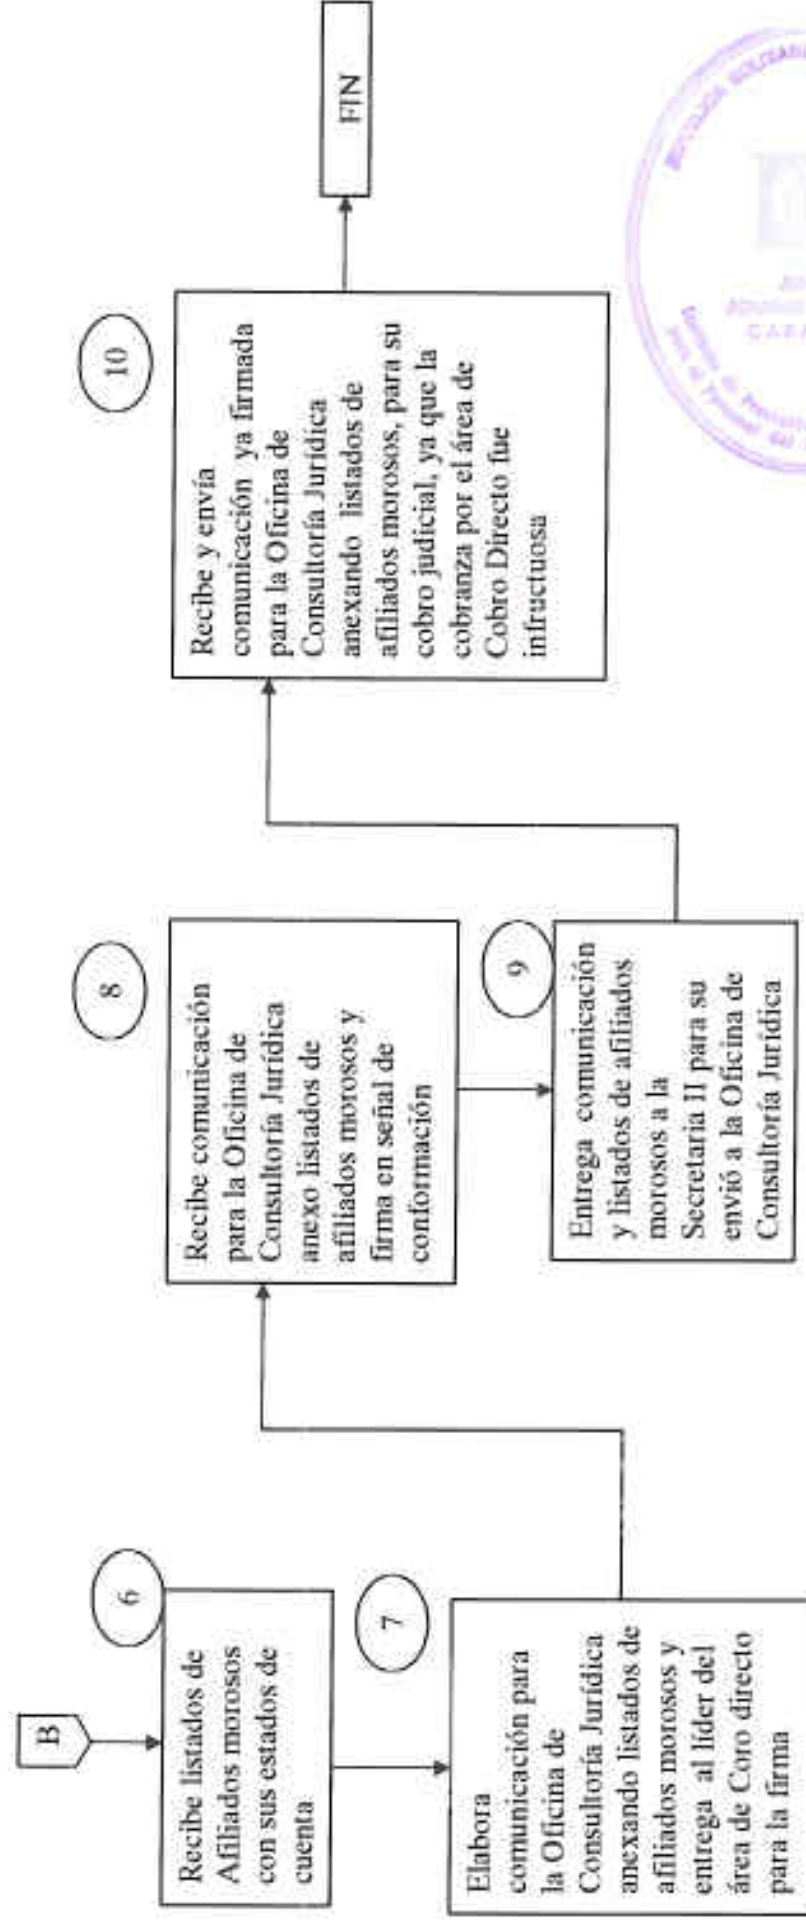 B
6
Recibe listados de
Afiliados morosos
con sus estados de
cuenta
7
Elabora
comunicación para
la Oficina de
Consultoría Jurídica
anexando listados de
afiliados morosos y
entrega al líder del
área de Coro directo
para la firma
8
Recibe comunicación
para la Oficina de
Consultoría Jurídica
anexo listados de
afiliados morosos y
firma en señal de
conformación
9
Entrega comunicación
y listados de afiliados
morosos a la
Secretaria II para su
envió a la Oficina de
Consultoría Jurídica
10
Recibe y envía
comunicación ya firmada
para la Oficina de
Consultoría Jurídica
anexando listados de
afiliados morosos, para su
cobro judicial, ya que la
cobranza por el área de
Cobro Directo fue
infructuosa
FIN